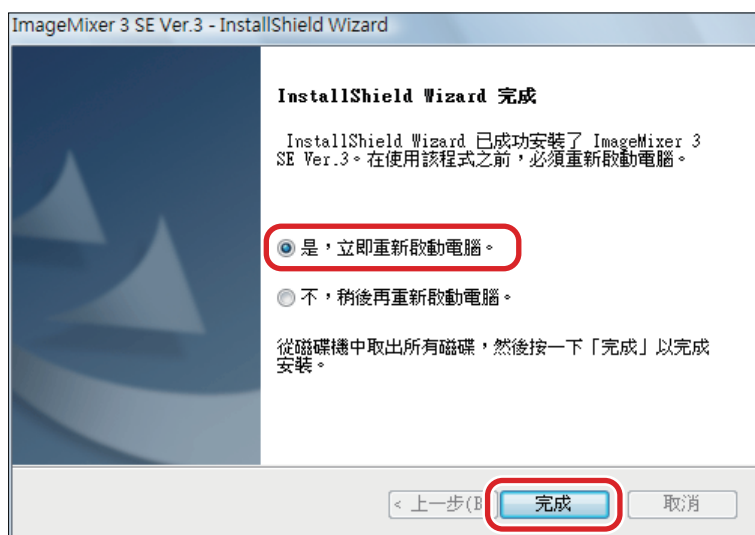 ImageMixer 3 SE Ver.3 - InstallShield Wizard
InstallShield Wizard 完成
InstallShield Wizard 已成功安裝了 ImageMixer 3
SE Ver.3。在使用該程式之前，必須重新啟動電腦。
是，立即重新啟動電腦。
不，稍後再重新啟動電腦。
從磁碟機中取出所有磁碟，然後按一下「完成」以完成
安裝。
< 上一步(B 完成 取消